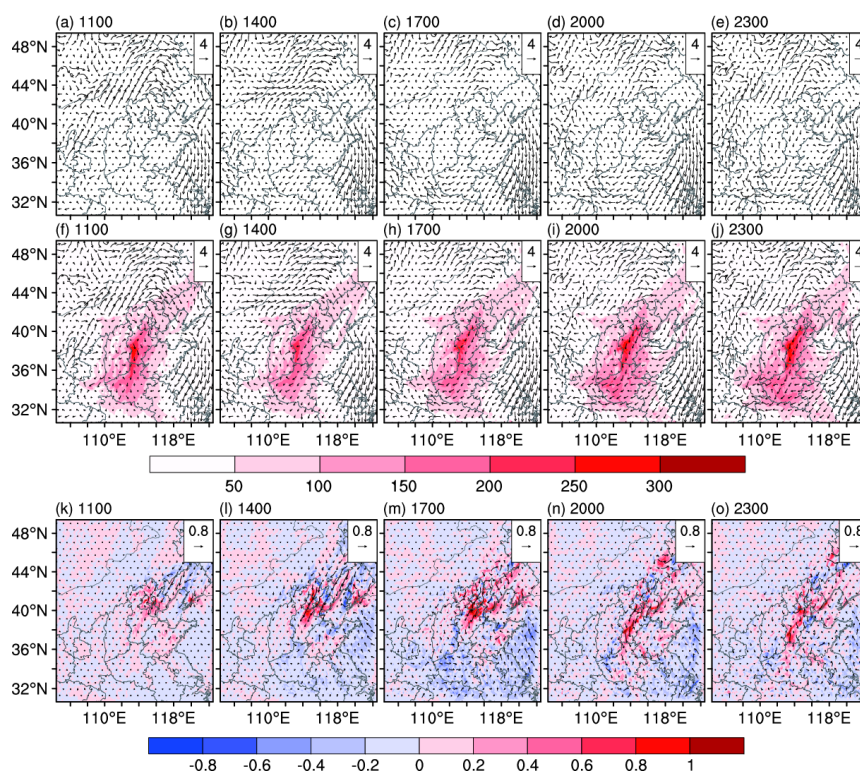 (a) 1100 (b) 1400 (c) 1700 (d) 2000 (e) 2300
4 4 4 4 4
48°N
44°N
40°N
36°N
32°N
(f) 1100 (g) 1400 (h) 1700 (i) 2000 (j) 2300
4 4 4 4 4
48°N
44°N
40°N
36°N
32°N
110°E 118°E 110°E 118°E 110°E 118°E 110°E 118°E 110°E 118°E
50 100 150 200 250 300
(k) 1100 (l) 1400 (m) 1700 (n) 2000 (o) 2300
0.8 0.8 0.8 0.8 0.8
48°N
44°N
40°N
36°N
32°N
110°E 118°E 110°E 118°E 110°E 118°E 110°E 118°E 110°E 118°E
-0.8 -0.6 -0.4 -0.2 0 0.2 0.4 0.6 0.8 1